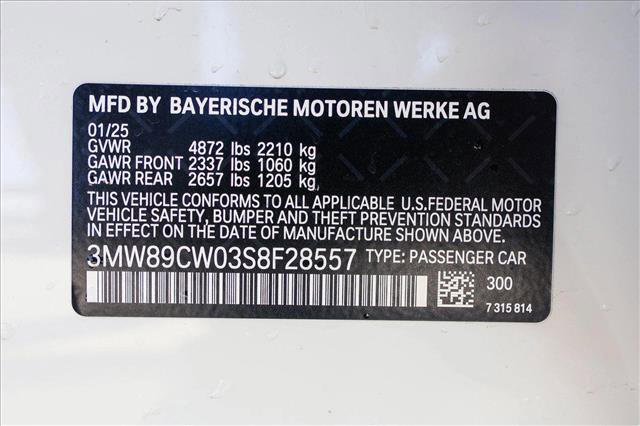 MFD BY BAYERISCHE MOTOREN WERKE AG
01/25
GVWR 4872 lbs 2210 kg
GAWR FRONT 2337 lbs 1060 kg
GAWR REAR 2657 lbs 1205 kg
THIS VEHICLE CONFORMS TO ALL APPLICABLE U.S.FEDERAL MOTOR
VEHICLE SAFETY, BUMPER AND THEFT PREVENTION STANDARDS
IN EFFECT ON THE DATE OF MANUFACTURE SHOWN ABOVE.
3MW89CW03S8F28557 TYPE: PASSENGER CAR
300
7 315 814